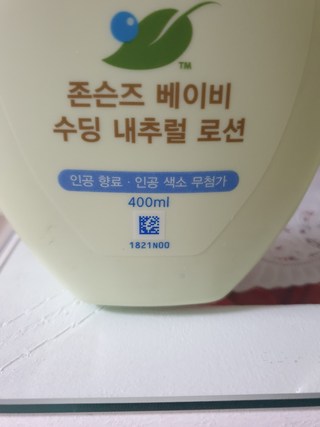 TM
존슨즈 베이비
수딩 내추럴 로션
인공 향료 · 인공 색소 무첨가
400ml
1821N00